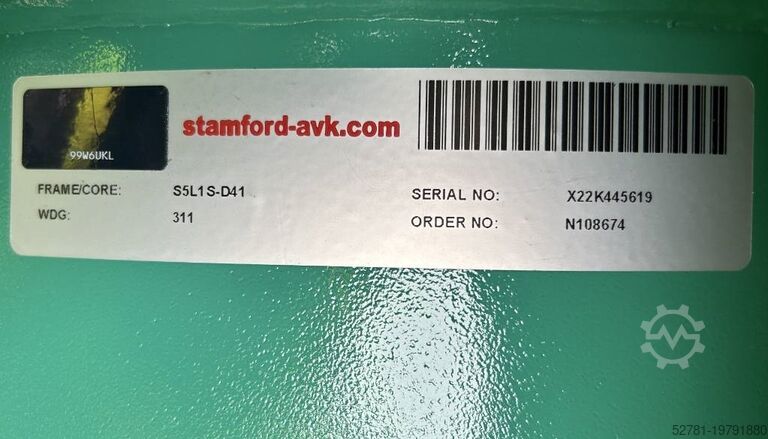 stamford-avk.com
99W6UKL
FRAME/CORE: S5L1S-D41
SERIAL NO: X22K445619
WDG: 311
ORDER NO: N108674
52781-19791880